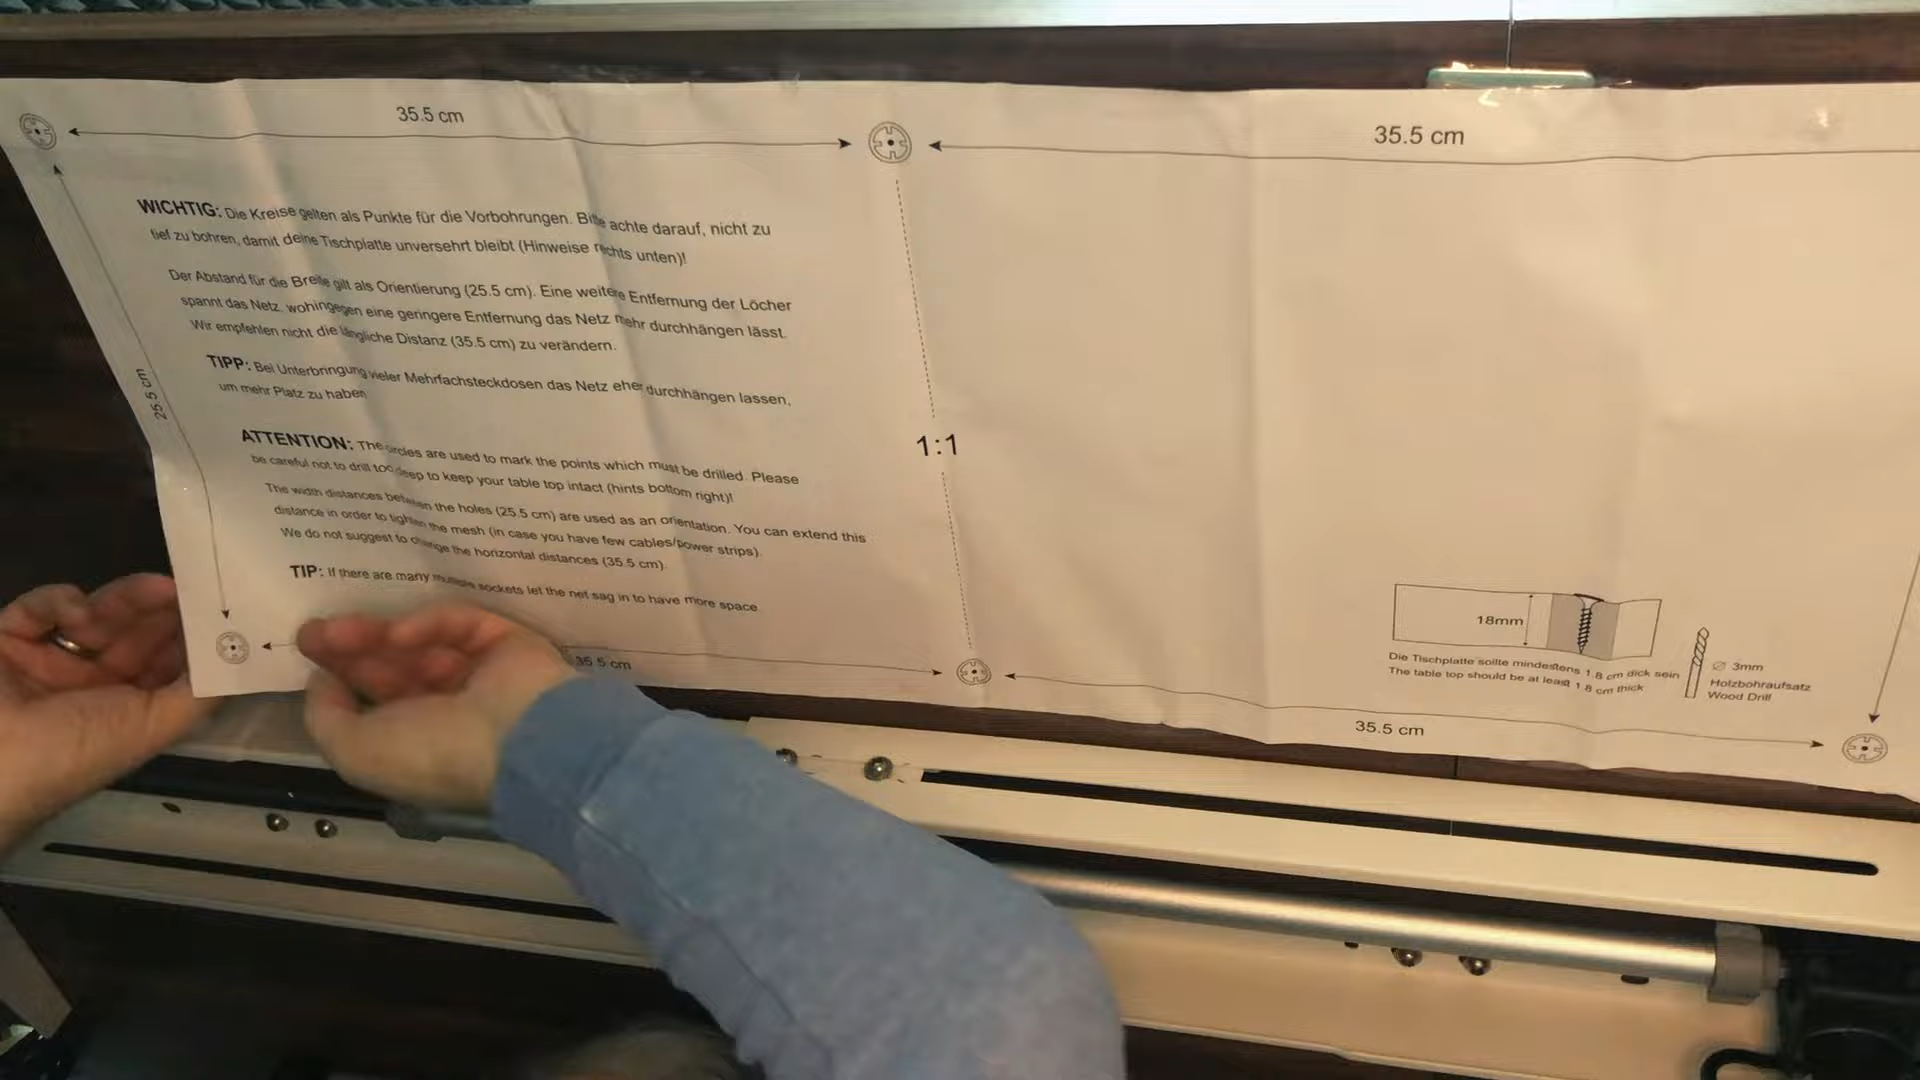 35.5 cm
35.5 cm
WICHTIG: Die Kreise gelten als Punkte für die Vorbohrungen. Bitte achte darauf, nicht zu
tief zu bohren, damit deine Tischplatte unversehrt bleibt (Hinweise rechts unten)!
Der Abstand für die Breite gilt als Orientierung (25.5 cm). Eine weitere Entfernung der Löcher
spannt das Netz, wohingegen eine geringere Entfernung das Netz mehr durchhängen lässt.
Wir empfehlen nicht die längliche Distanz (35.5 cm) zu verändern.
TIPP: Bei Unterbringung vieler Mehrfachsteckdosen das Netz eher durchhängen lassen,
um mehr Platz zu haben
25.5 cm
1:1
ATTENTION: The circles are used to mark the points which must be drilled. Please
be careful not to drill too deep to keep your table top intact (hints bottom right)!
The width distances between the holes (25.5 cm) are used as an orientation. You can extend this
distance in order to tighten the mesh (in case you have few cables/power strips).
We do not suggest to change the horizontal distances (35.5 cm).
TIP: If there are many multiple sockets let the net sag in to have more space
35.5 cm
18mm
Die Tischplatte sollte mindestens 1.8 cm dick sein
The table top should be at least 1.8 cm thick
Ø 3mm
Holzbohraufsatz
Wood Drill
35.5 cm